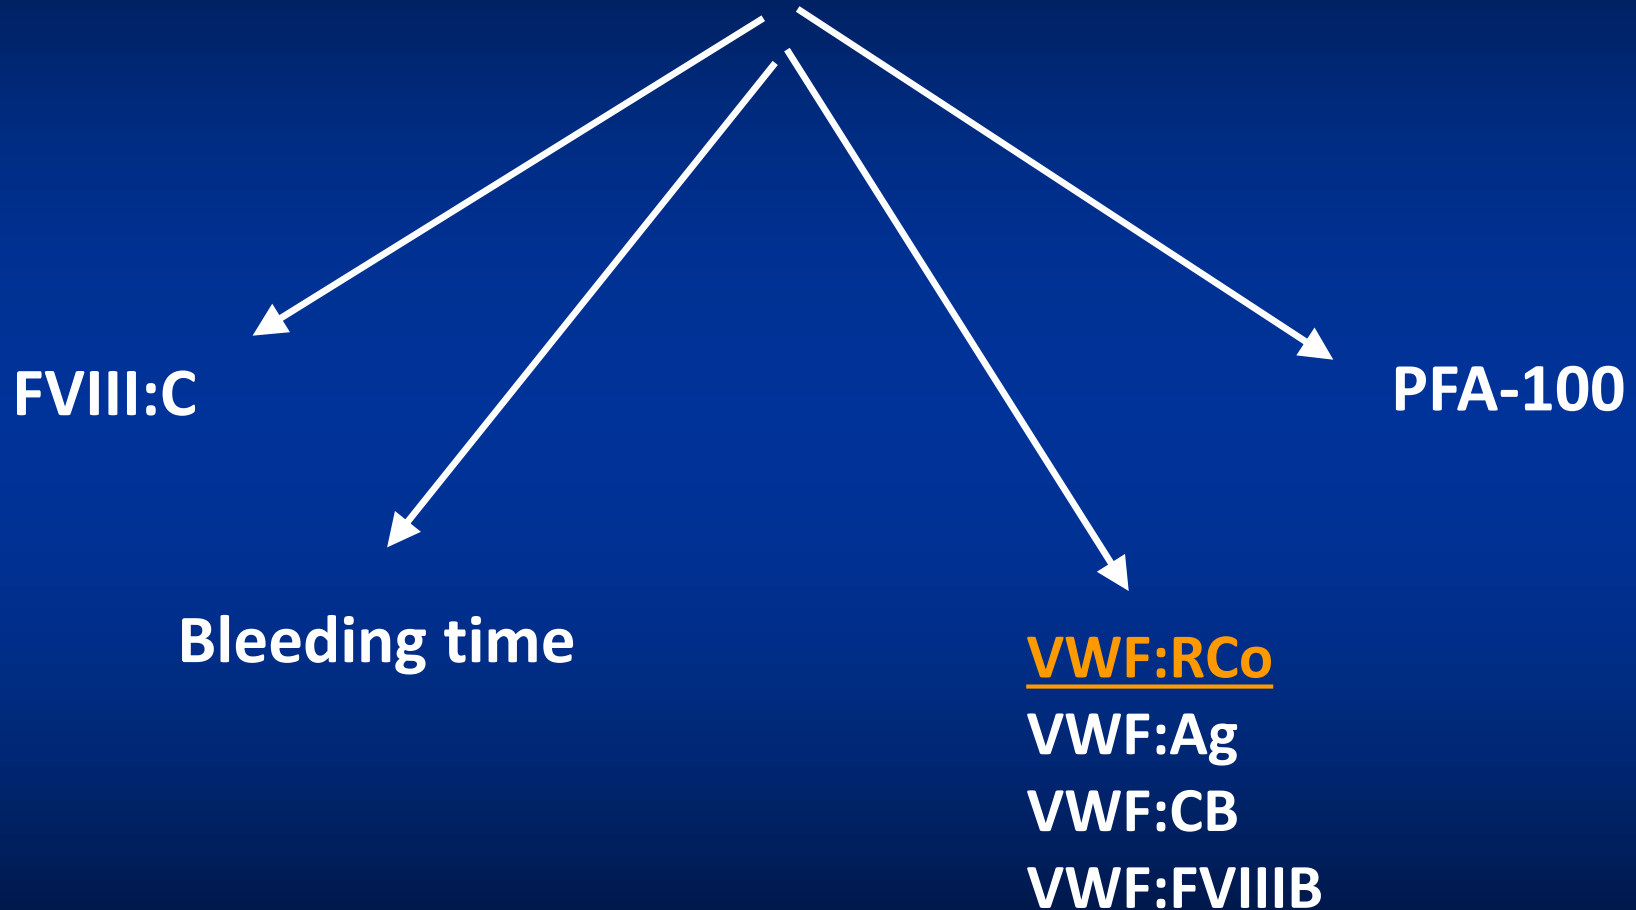 FVIII:C
PFA-100
Bleeding time
VWF:RCo
VWF:Ag
VWF:CB
VWF:FVIIIB